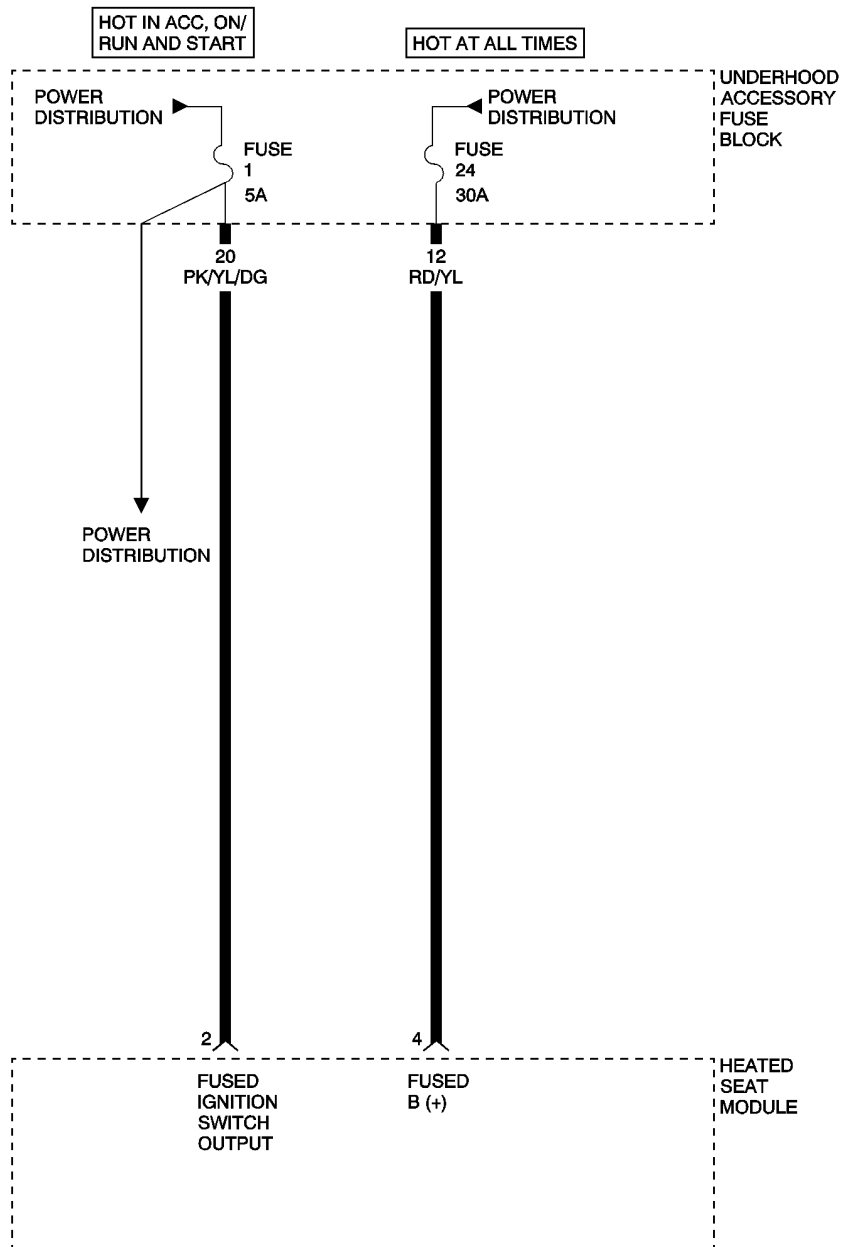 HOT IN ACC, ON/
RUN AND START
HOT AT ALL TIMES
UNDERHOOD
ACCESSORY
FUSE
BLOCK
POWER
DISTRIBUTION
FUSE
1
5A
POWER
DISTRIBUTION
FUSE
24
30A
20
PK/YL/DG
12
RD/YL
POWER
DISTRIBUTION
2
4
HEATED
SEAT
MODULE
FUSED
IGNITION
SWITCH
OUTPUT
FUSED
B (+)